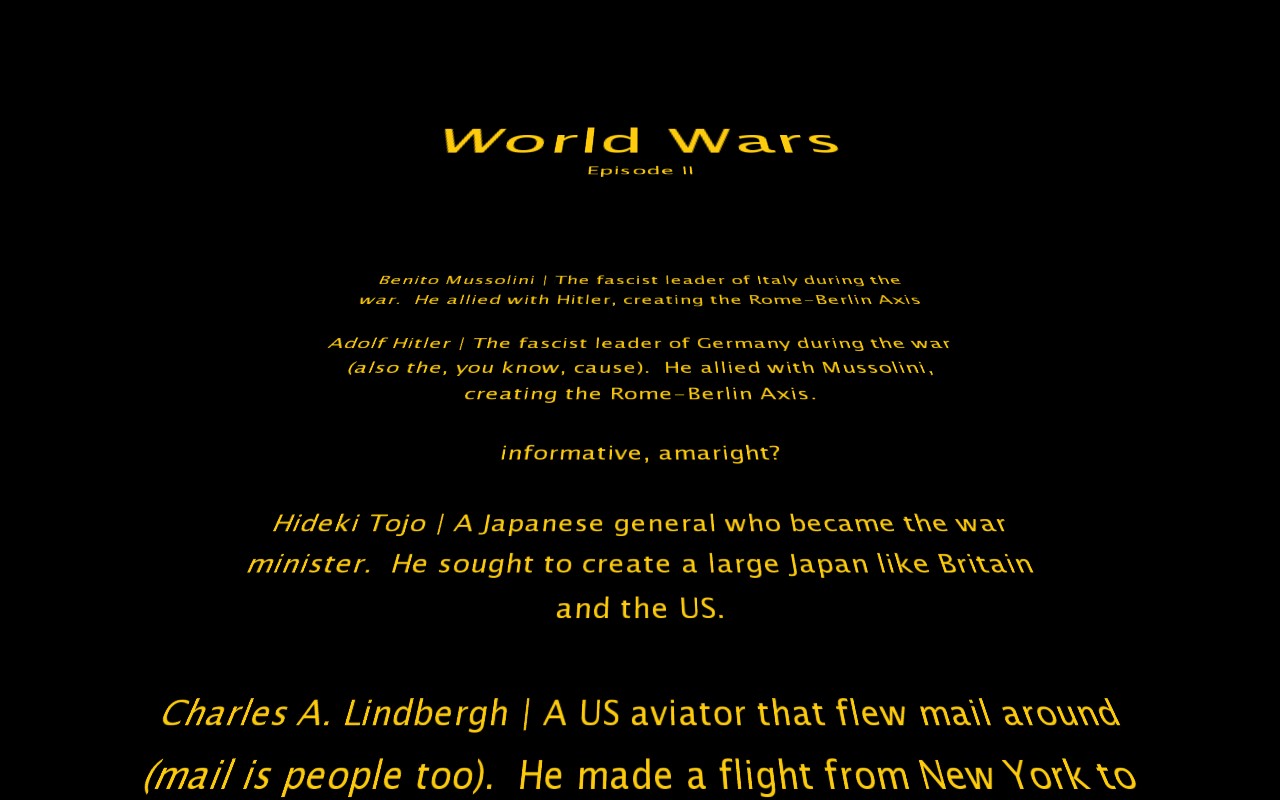 World Wars
Episode II
Benito Mussolini | The fascist leader of Italy during the
war.  He allied with Hitler, creating the Rome-Berlin Axis
Adolf Hitler | The fascist leader of Germany during the war
(also the, you know, cause).  He allied with Mussolini,
creating the Rome-Berlin Axis.
informative, amaright?
Hideki Tojo | A Japanese general who became the war
minister.  He sought to create a large Japan like Britain
and the US.
Charles A. Lindbergh | A US aviator that flew mail around
(mail is people too).  He made a flight from New York to